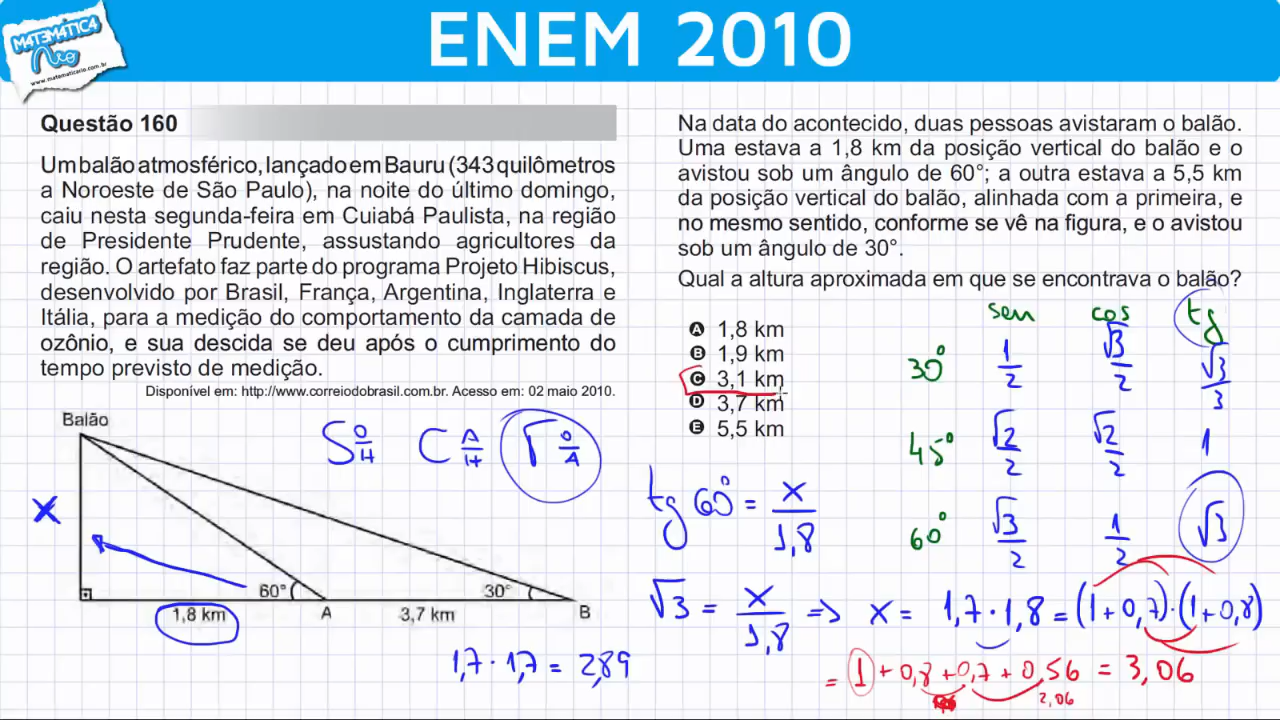 MATEMÁTICA
Rio
www.matematicario.com.br
ENEM 2010
Questão 160
Um balão atmosférico, lançado em Bauru (343 quilômetros
a Noroeste de São Paulo), na noite do último domingo,
caiu nesta segunda-feira em Cuiabá Paulista, na região
de Presidente Prudente, assustando agricultores da
região. O artefato faz parte do programa Projeto Hibiscus,
desenvolvido por Brasil, França, Argentina, Inglaterra e
Itália, para a medição do comportamento da camada de
ozônio, e sua descida se deu após o cumprimento do
tempo previsto de medição.
Disponível em: http://www.correiodobrasil.com.br. Acesso em: 02 maio 2010.
Balão
X
60°
30°
1,8 km
A
3,7 km
B
S O/H C A/H T O/A
1,7 · 1,7 = 2,89
Na data do acontecido, duas pessoas avistaram o balão.
Uma estava a 1,8 km da posição vertical do balão e o
avistou sob um ângulo de 60°; a outra estava a 5,5 km
da posição vertical do balão, alinhada com a primeira, e
no mesmo sentido, conforme se vê na figura, e o avistou
sob um ângulo de 30°.
Qual a altura aproximada em que se encontrava o balão?
A 1,8 km
B 1,9 km
C 3,1 km
D 3,7 km
E 5,5 km
sen cos tg
30° 1/2 √3/2 √3/3
45° √2/2 √2/2 1
60° √3/2 1/2 √3
tg 60° = x/1,8
√3 = x/1,8 ⇒ x = 1,7 · 1,8 = (1+0,7)·(1+0,8)
= 1 + 0,8 + 0,7 + 0,56 = 3,06
2,06